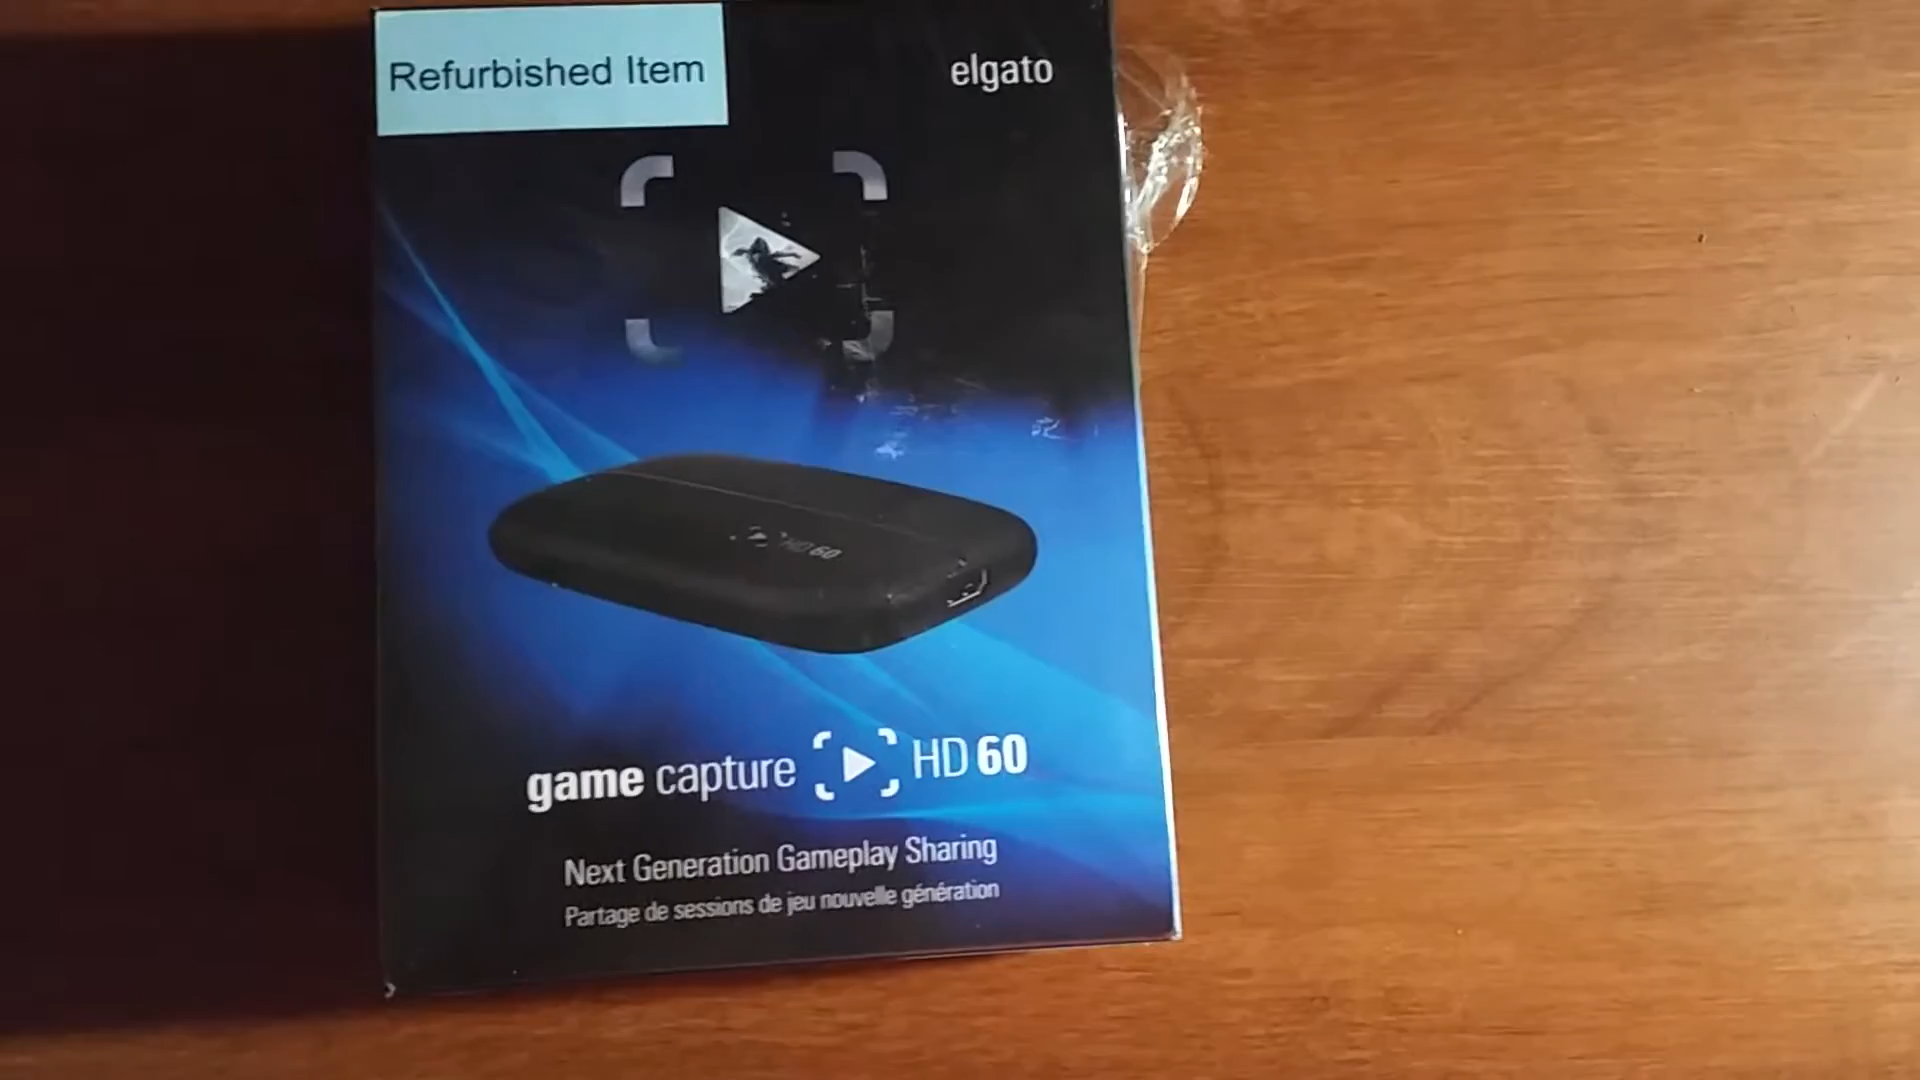 Refurbished Item
elgato
HD 60
game capture HD 60
Next Generation Gameplay Sharing
Partage de sessions de jeu nouvelle génération